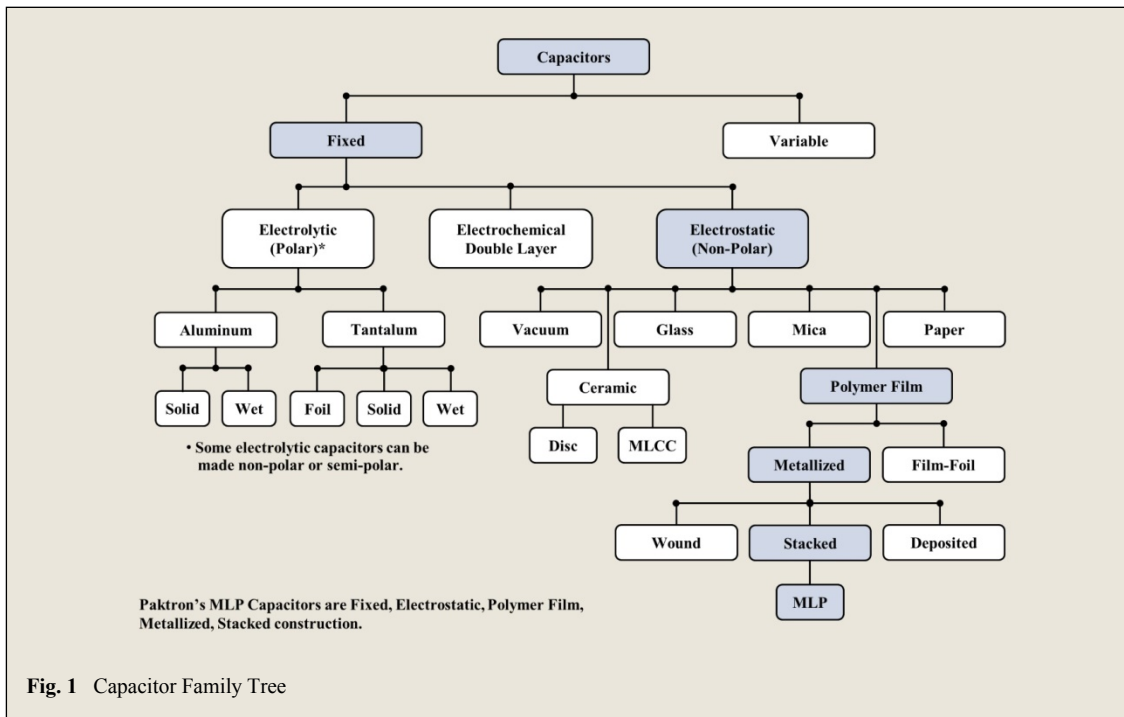 Capacitors
Fixed
Variable
Electrolytic
(Polar)*
Electrochemical
Double Layer
Electrostatic
(Non-Polar)
Aluminum
Tantalum
Vacuum
Glass
Mica
Paper
Solid
Wet
Foil
Solid
Wet
Ceramic
Polymer Film
Disc
MLCC
• Some electrolytic capacitors can be
made non-polar or semi-polar.
Metallized
Film-Foil
Wound
Stacked
Deposited
MLP
Paktron's MLP Capacitors are Fixed, Electrostatic, Polymer Film,
Metallized, Stacked construction.
Fig. 1 Capacitor Family Tree